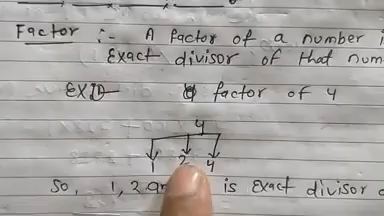 Factor :- A factor of a number i
Exact divisor of that num
EX① factor of 4
4
1 2 4
So, 1, 2 an is Exact divisor o